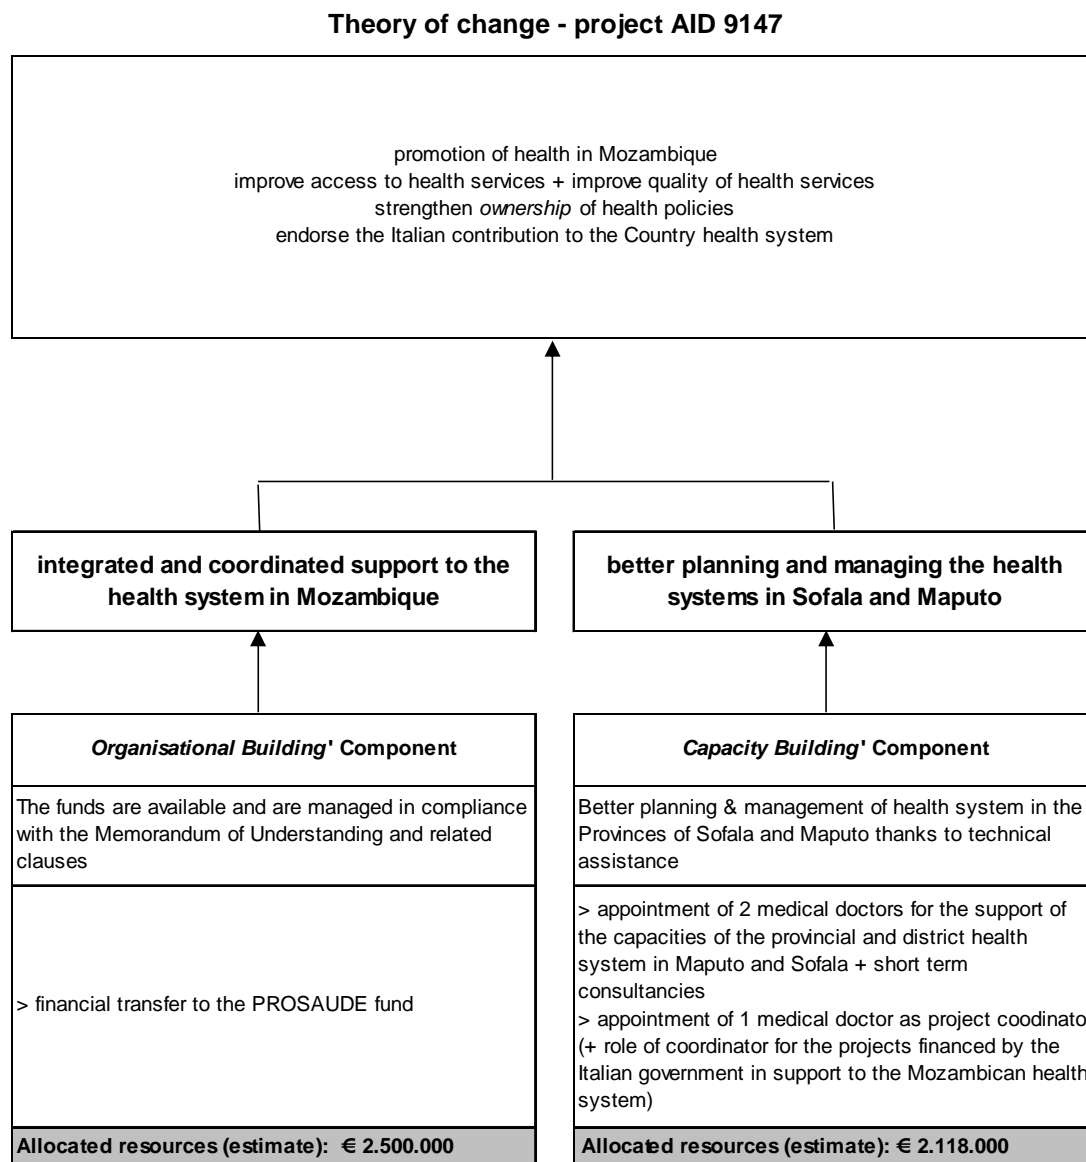 Theory of change - project AID 9147
promotion of health in Mozambique
improve access to health services + improve quality of health services
strengthen ownership of health policies
endorse the Italian contribution to the Country health system
integrated and coordinated support to the
health system in Mozambique
better planning and managing the health
systems in Sofala and Maputo
Organisational Building' Component
The funds are available and are managed in compliance
with the Memorandum of Understanding and related
clauses
> financial transfer to the PROSAUDE fund
Allocated resources (estimate): € 2.500.000
Capacity Building' Component
Better planning & management of health system in the
Provinces of Sofala and Maputo thanks to technical
assistance
> appointment of 2 medical doctors for the support of
the capacities of the provincial and district health
system in Maputo and Sofala + short term
consultancies
> appointment of 1 medical doctor as project coodinato
(+ role of coordinator for the projects financed by the
Italian government in support to the Mozambican health
system)
Allocated resources (estimate): € 2.118.000